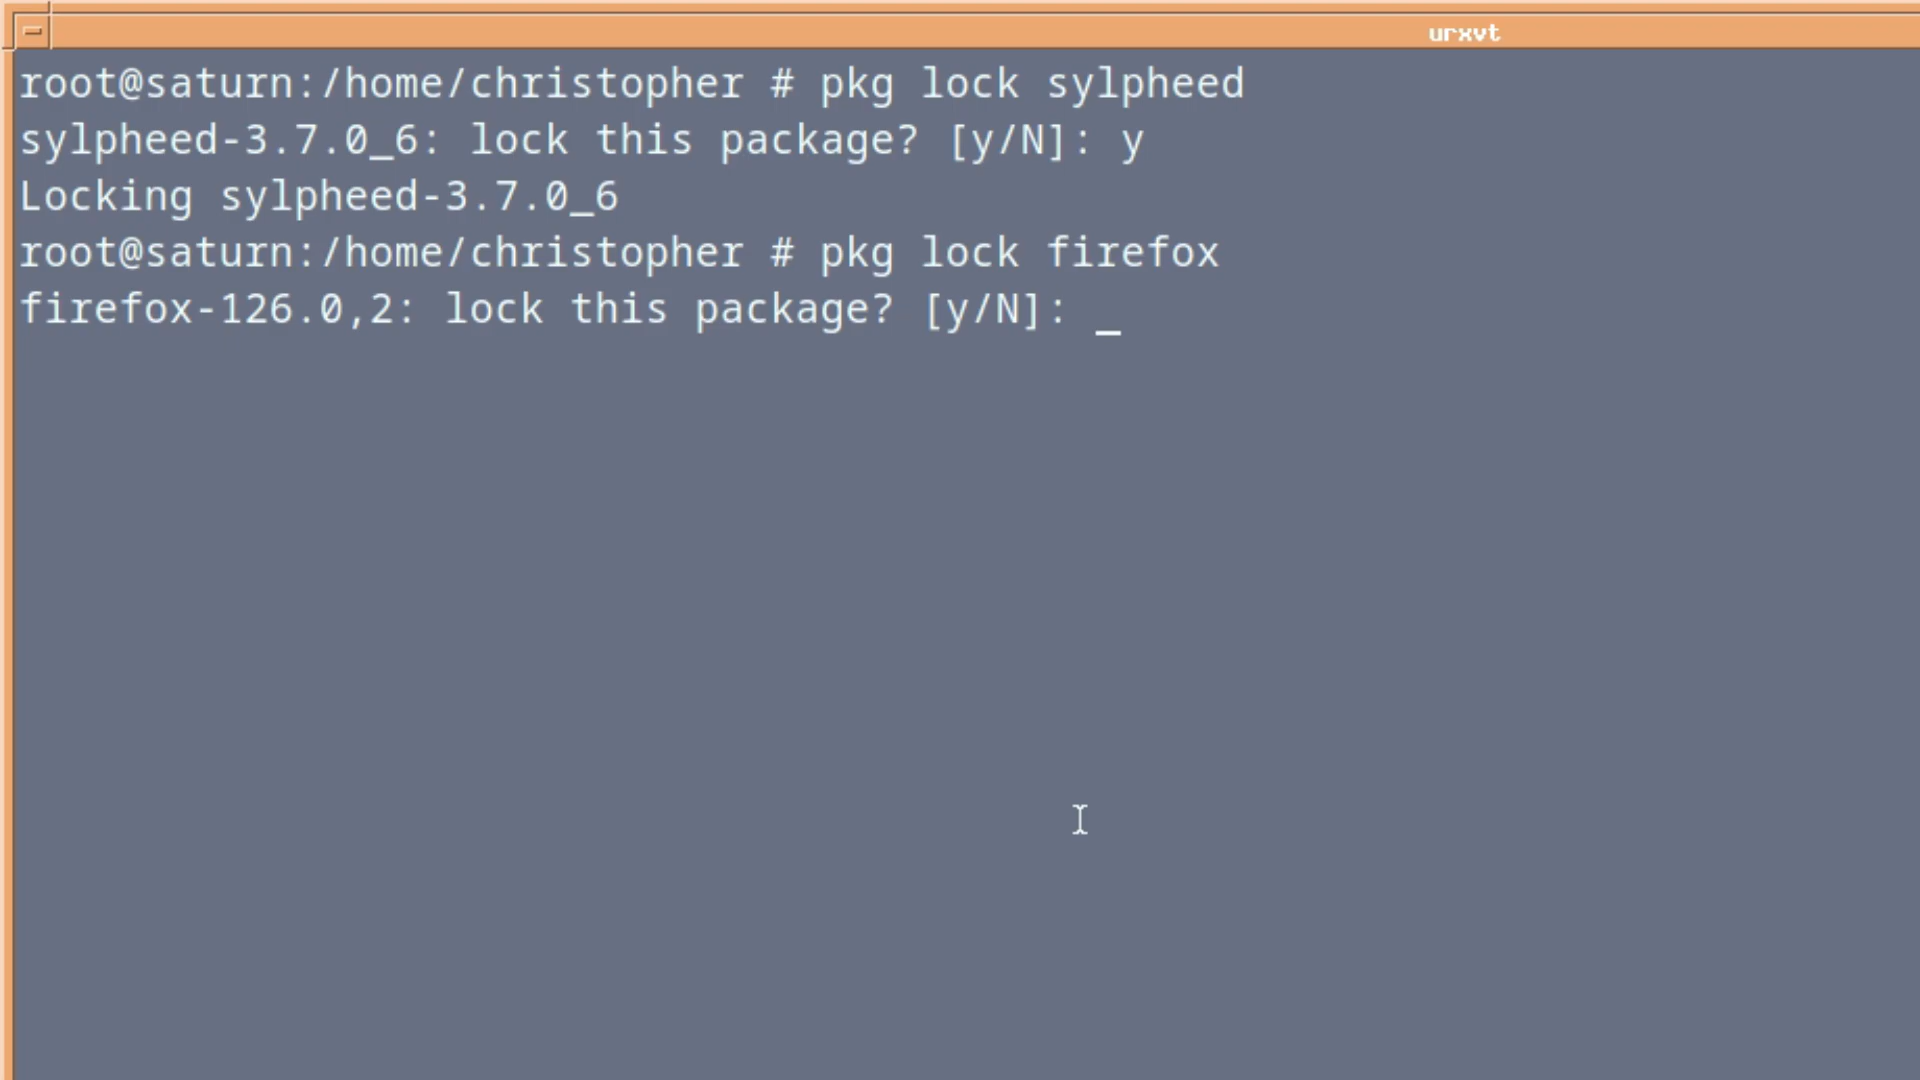 urxvt
root@saturn:/home/christopher # pkg lock sylpheed
sylpheed-3.7.0_6: lock this package? [y/N]: y
Locking sylpheed-3.7.0_6
root@saturn:/home/christopher # pkg lock firefox
firefox-126.0,2: lock this package? [y/N]: _